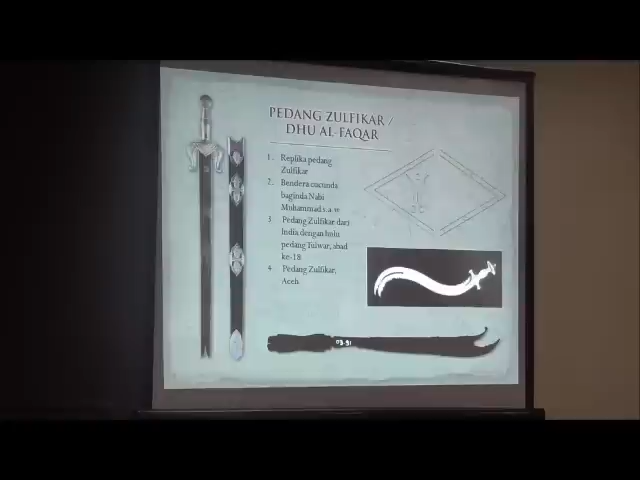 PEDANG ZULFIKAR /
DHU AL-FAQAR
1. Replika pedang
Zulfikar
2. Bendera cucunda
baginda Nabi
Muhammad s.a.w
3 Pedang Zulfikar dari
India dengan hulu
pedang Tulwar, abad
ke-18
4 Pedang Zulfikar,
Aceh